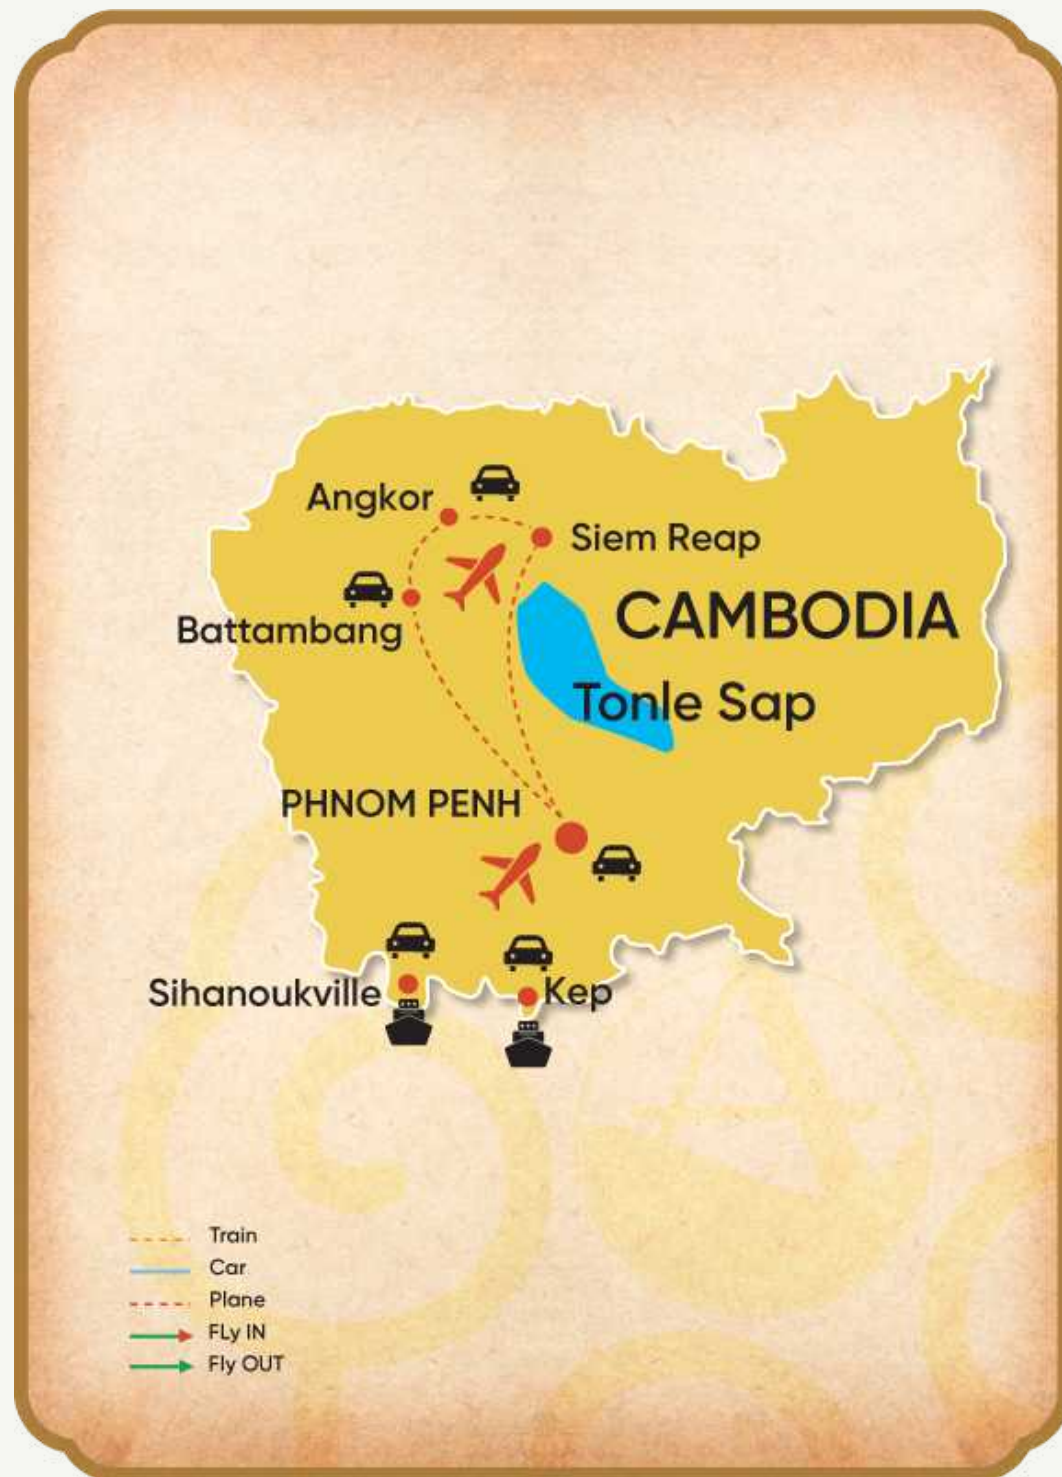 Angkor
Siem Reap
CAMBODIA
Battambang
Tonle Sap
PHNOM PENH
Sihanoukville
Kep
Train
Car
Plane
FLy IN
Fly OUT